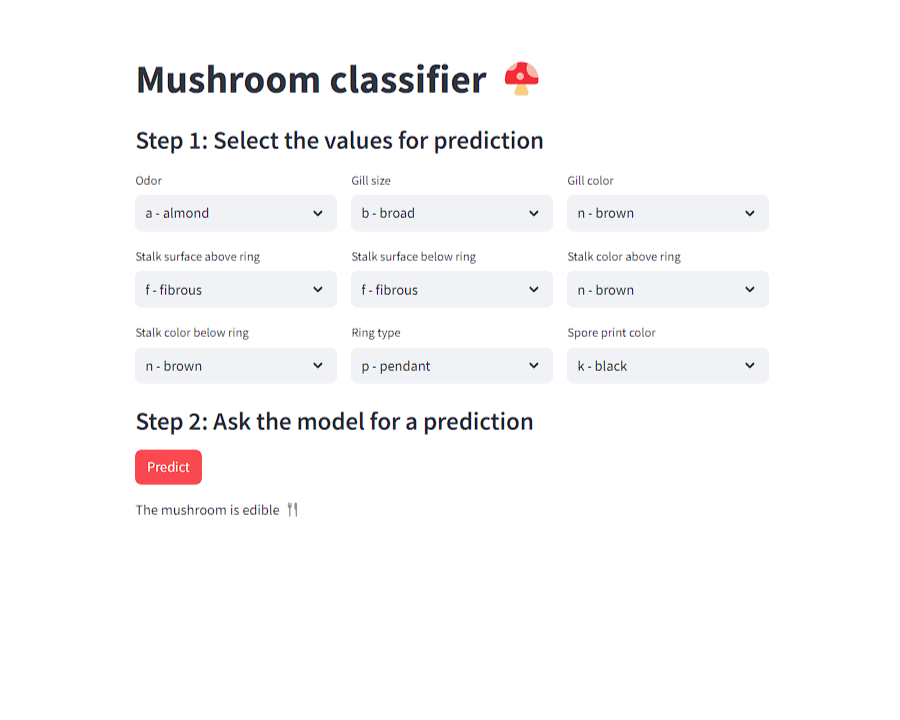 Mushroom classifier 🍄
Step 1: Select the values for prediction
Odor Gill size Gill color
a - almond b - broad n - brown
Stalk surface above ring Stalk surface below ring Stalk color above ring
f - fibrous f - fibrous n - brown
Stalk color below ring Ring type Spore print color
n - brown p - pendant k - black
Step 2: Ask the model for a prediction
Predict
The mushroom is edible 🍴